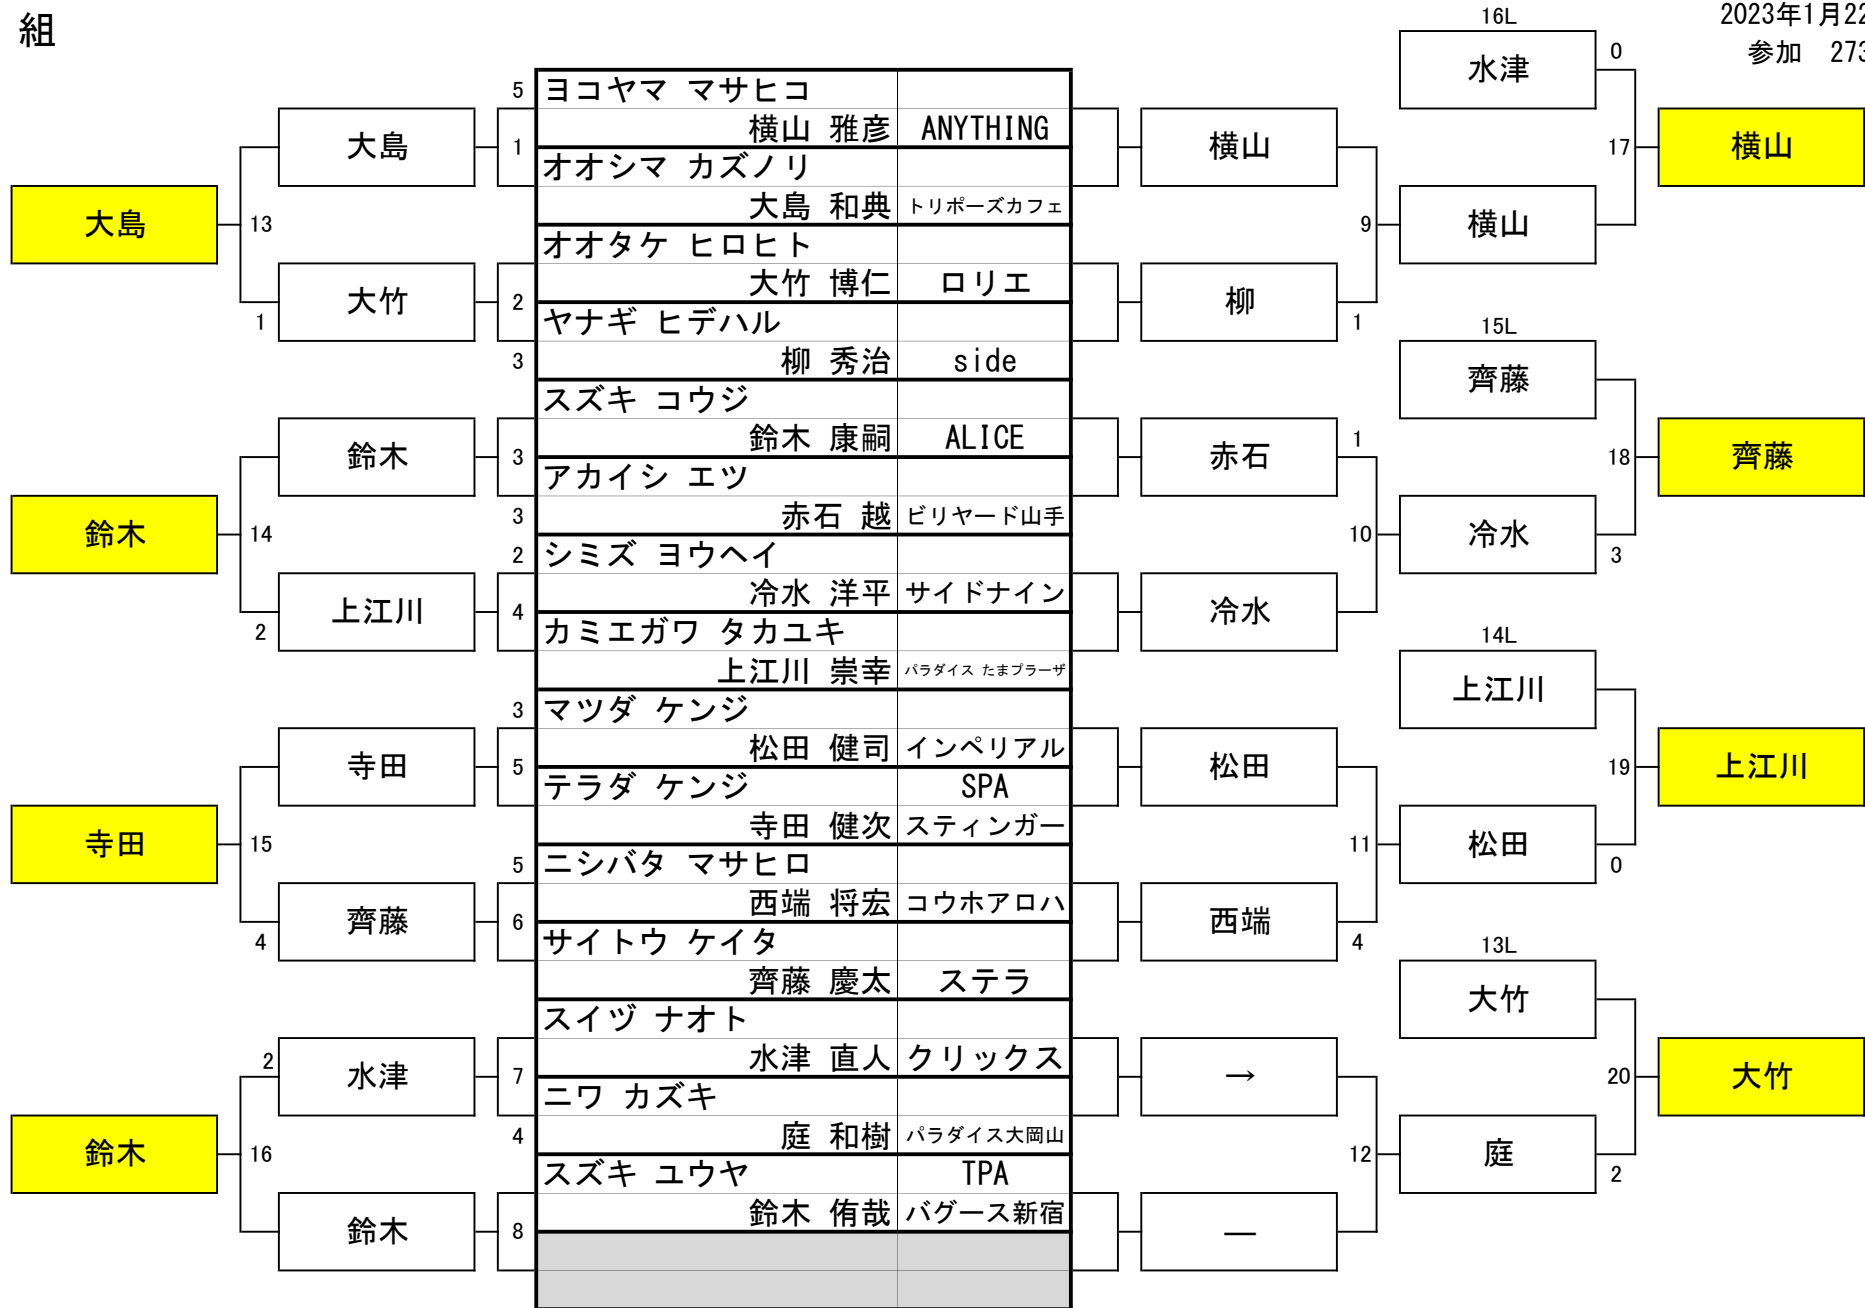 組
16L
2023年1月22
参加 273
水津 0
5 ヨコヤマ マサヒコ
大島 1 横山 雅彦 ANYTHING 横山 17 横山
オオシマ カズノリ
大島 和典 トリポーズカフェ
大島 13 9 横山
オオタケ ヒロヒト
大竹 2 大竹 博仁 ロリエ 柳
1 ヤナギ ヒデハル 1 15L
3 柳 秀治 side
齊藤
スズキ コウジ
鈴木 3 鈴木 康嗣 ALICE 赤石 1 18 齊藤
アカイシ エツ
3 赤石 越 ビリヤード山手
鈴木 14 10 冷水 3
2 シミズ ヨウヘイ
上江川 4 冷水 洋平 サイドナイン 冷水
2 カミエガワ タカユキ 14L
上江川 崇幸 パラダイス たまプラーザ
上江川
3 マツダ ケンジ
寺田 5 松田 健司 インペリアル 松田 19 上江川
テラダ ケンジ SPA
寺田 健次 スティンガー
寺田 15 11 松田 0
5 ニシバタ マサヒロ
齊藤 6 西端 将宏 コウホアロハ 西端
4 サイトウ ケイタ 4 13L
齊藤 慶太 ステラ
大竹
スイヅ ナオト
2 水津 7 水津 直人 クリックス → 20 大竹
ニワ カズキ
4 庭 和樹 パラダイス大岡山
鈴木 16 12 庭 2
スズキ ユウヤ TPA
鈴木 侑哉 バグース新宿
鈴木 8 —